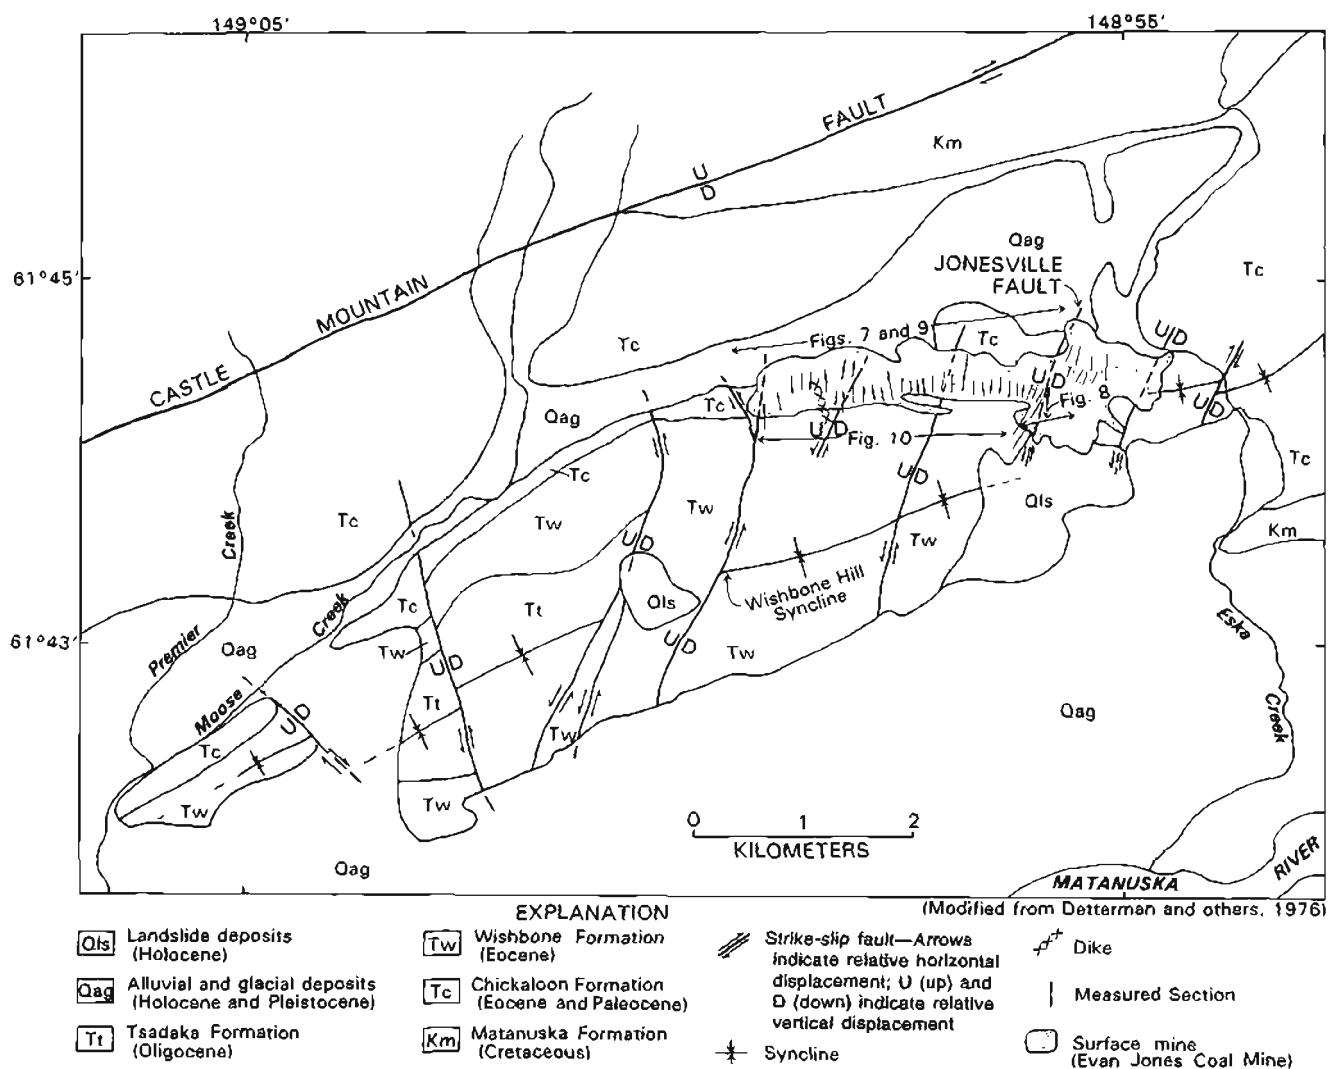 149°05'
148°55'
FAULT
Km
U
D
Qag
JONESVILLE
FAULT
Tc
61°45'
MOUNTAIN
CASTLE
Tc
Figs. 7 and 9
Tc
U D
U D
Fig. 8
U D
Tc
Qag
U D
Fig. 10
Tc
U D
Tc
Creek
Tc
Tw
Tw
Qls
Km
U D
Tw
Wishbone Hill
Syncline
Tc
Creek
Tt
Qls
Eska
61°43'
Premier
Qag
Tw
U D
U D
Tw
Moose
Tt
Qag
Creek
U D
Tc
Tw
Tw
Tw
0 1 2
KILOMETERS
Qag
MATANUSKA
RIVER
EXPLANATION
(Modified from Detterman and others, 1976)
Qls Landslide deposits
(Holocene)
Qag Alluvial and glacial deposits
(Holocene and Pleistocene)
Tt Tsadaka Formation
(Oligocene)
Tw Wishbone Formation
(Eocene)
Tc Chickaloon Formation
(Eocene and Paleocene)
Km Matanuska Formation
(Cretaceous)
Strike-slip fault—Arrows
indicate relative horizontal
displacement; U (up) and
D (down) indicate relative
vertical displacement
Syncline
Dike
Measured Section
Surface mine
(Evan Jones Coal Mine)